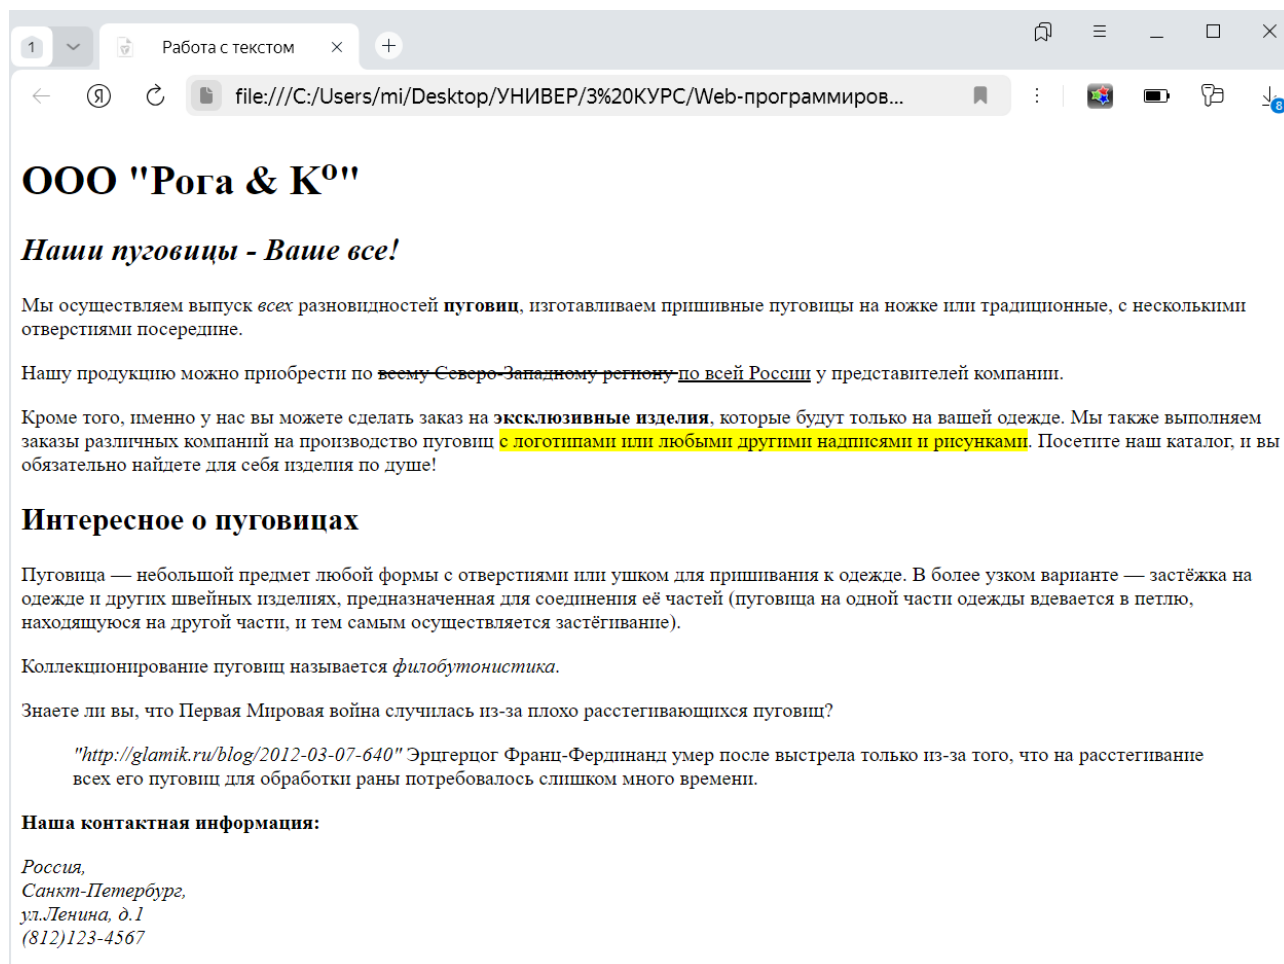 1
Работа с текстом
file:///C:/Users/mi/Desktop/УНИВЕР/3%20КУРС/Web-программиров...
8
ООО "Рога & Kº"
Наши пуговицы - Ваше все!
Мы осуществляем выпуск всех разновидностей пуговиц, изготавливаем пришивные пуговицы на ножке или традиционные, с несколькими
отверстиями посередине.
Нашу продукцию можно приобрести по всему Северо-Западному региону по всей России у представителей компании.
Кроме того, именно у нас вы можете сделать заказ на эксклюзивные изделия, которые будут только на вашей одежде. Мы также выполняем
заказы различных компаний на производство пуговиц с логотипами или любыми другими надписями и рисунками. Посетите наш каталог, и вы
обязательно найдете для себя изделия по душе!
Интересное о пуговицах
Пуговица — небольшой предмет любой формы с отверстиями или ушком для пришивания к одежде. В более узком варианте — застёжка на
одежде и других швейных изделиях, предназначенная для соединения её частей (пуговица на одной части одежды вдевается в петлю,
находящуюся на другой части, и тем самым осуществляется застёгивание).
Коллекционирование пуговиц называется филобутонистика.
Знаете ли вы, что Первая Мировая война случилась из-за плохо расстегивающихся пуговиц?
"http://glamik.ru/blog/2012-03-07-640" Эрцгерцог Франц-Фердинанд умер после выстрела только из-за того, что на расстегивание
всех его пуговиц для обработки раны потребовалось слишком много времени.
Наша контактная информация:
Россия,
Санкт-Петербург,
ул.Ленина, д.1
(812)123-4567